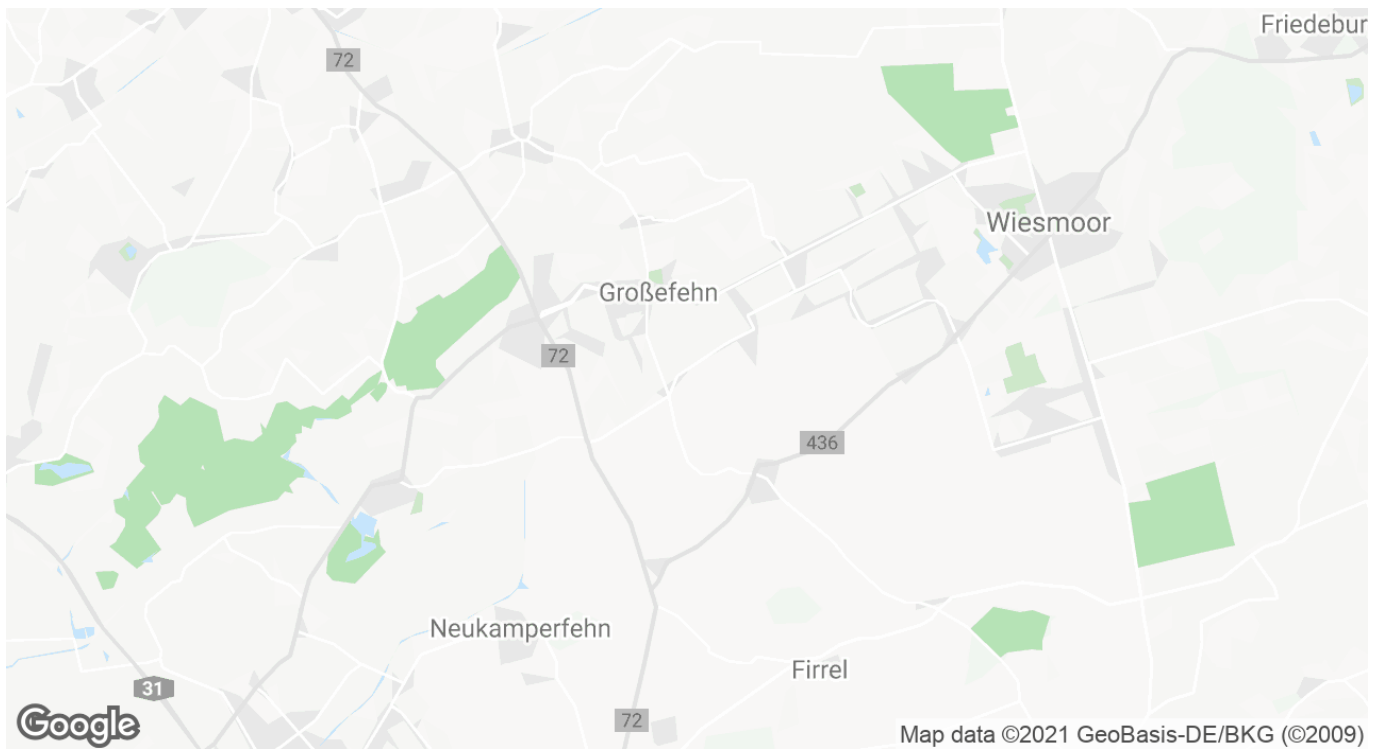 Friedebur
72
Wiesmoor
Großefehn
72
436
Neukamperfehn
Firrel
31
72
Google
Map data ©2021 GeoBasis-DE/BKG (©2009)